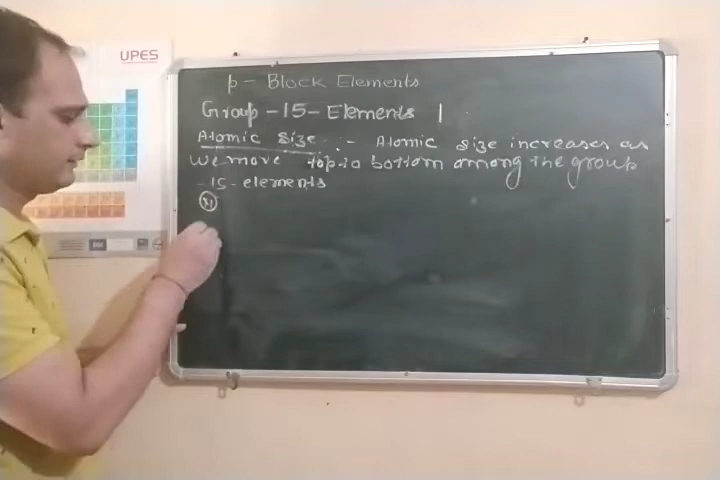 UPES
p - Block Elements
Group - 15 - Elements |
Atomic Size :- Atomic size increases as
we move top to bottom among the group
-15- elements
N